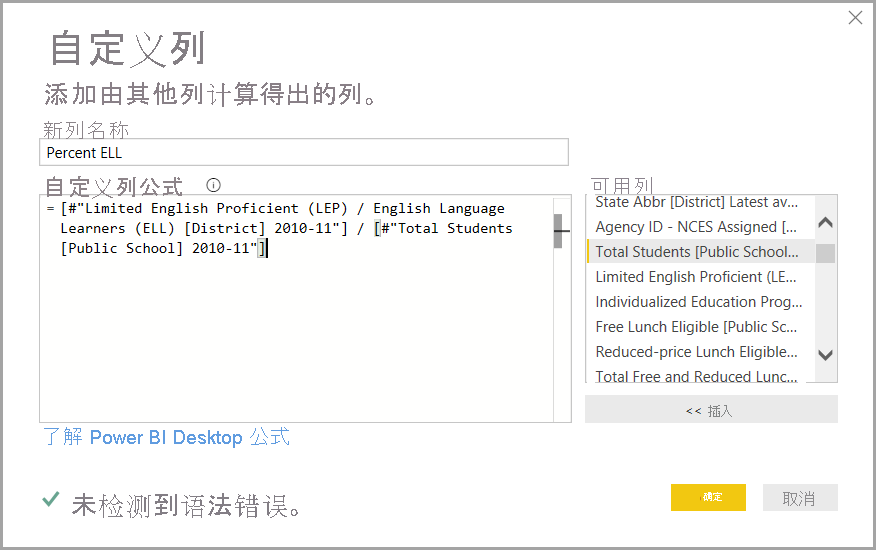 自定义列
添加由其他列计算得出的列。
新列名称
Percent ELL
自定义列公式
= [#"Limited English Proficient (LEP) / English Language
Learners (ELL) [District] 2010-11"] / [#"Total Students
[Public School] 2010-11"]
可用列
State Abbr [District] Latest av...
Agency ID - NCES Assigned [...
Total Students [Public School...
Limited English Proficient (LE...
Individualized Education Prog...
Free Lunch Eligible [Public Sc...
Reduced-price Lunch Eligible...
Total Free and Reduced Lunc...
<< 插入
了解 Power BI Desktop 公式
未检测到语法错误。
确定
取消